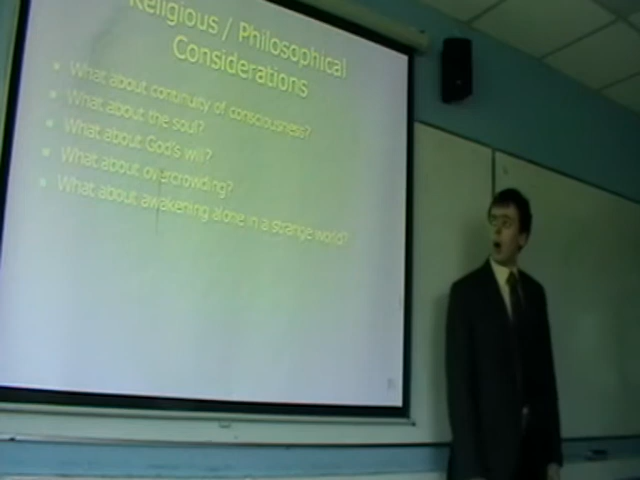 Religious / Philosophical
Considerations
What about continuity of consciousness?
What about the soul?
What about God's will?
What about overcrowding?
What about awakening alone in a strange world?